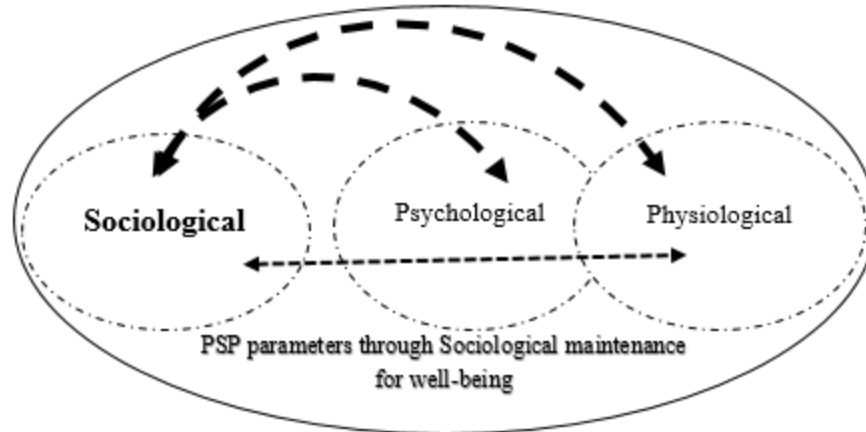 Sociological
Psychological
Physiological
PSP parameters through Sociological maintenance
for well-being